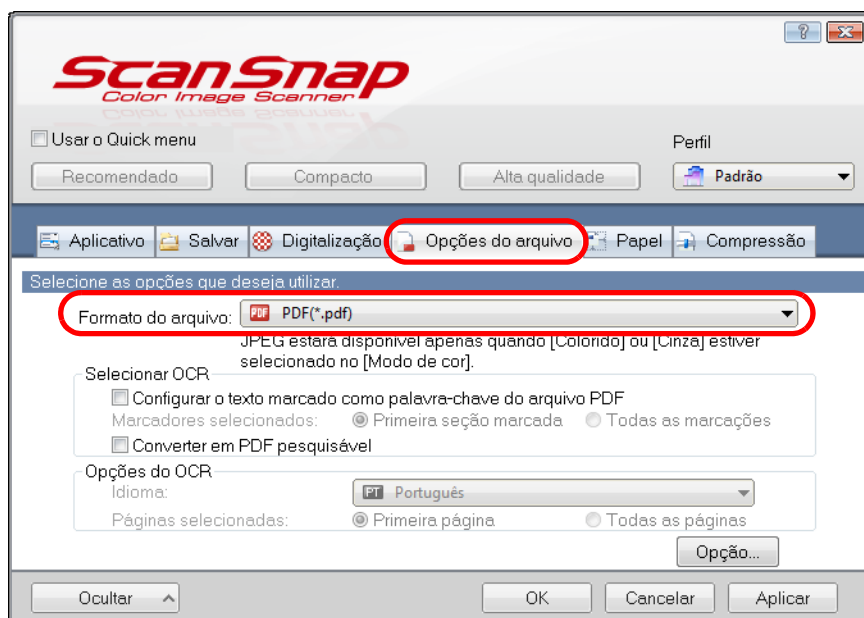 ScanSnap
Color Image Scanner
Usar o Quick menu
Perfil
Recomendado Compacto Alta qualidade Padrão
Aplicativo Salvar Digitalização Opções do arquivo Papel Compressão
Selecione as opções que deseja utilizar.
Formato do arquivo: PDF PDF(*.pdf)
JPEG estará disponível apenas quando [Colorido] ou [Cinza] estiver
selecionado no [Modo de cor].
Selecionar OCR
Configurar o texto marcado como palavra-chave do arquivo PDF
Marcadores selecionados: Primeira seção marcada Todas as marcações
Converter em PDF pesquisável
Opções do OCR
Idioma: PT Português
Páginas selecionadas: Primeira página Todas as páginas
Opção...
Ocultar OK Cancelar Aplicar